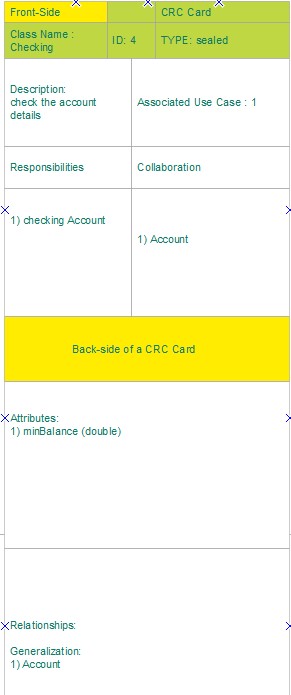 Front-Side CRC Card
Class Name : ID: 4 TYPE: sealed
Checking
Description:
check the account
details
Associated Use Case : 1
Responsibilities Collaboration
1) checking Account
1) Account
Back-side of a CRC Card
Attributes:
1) minBalance (double)
Relationships:
Generalization:
1) Account